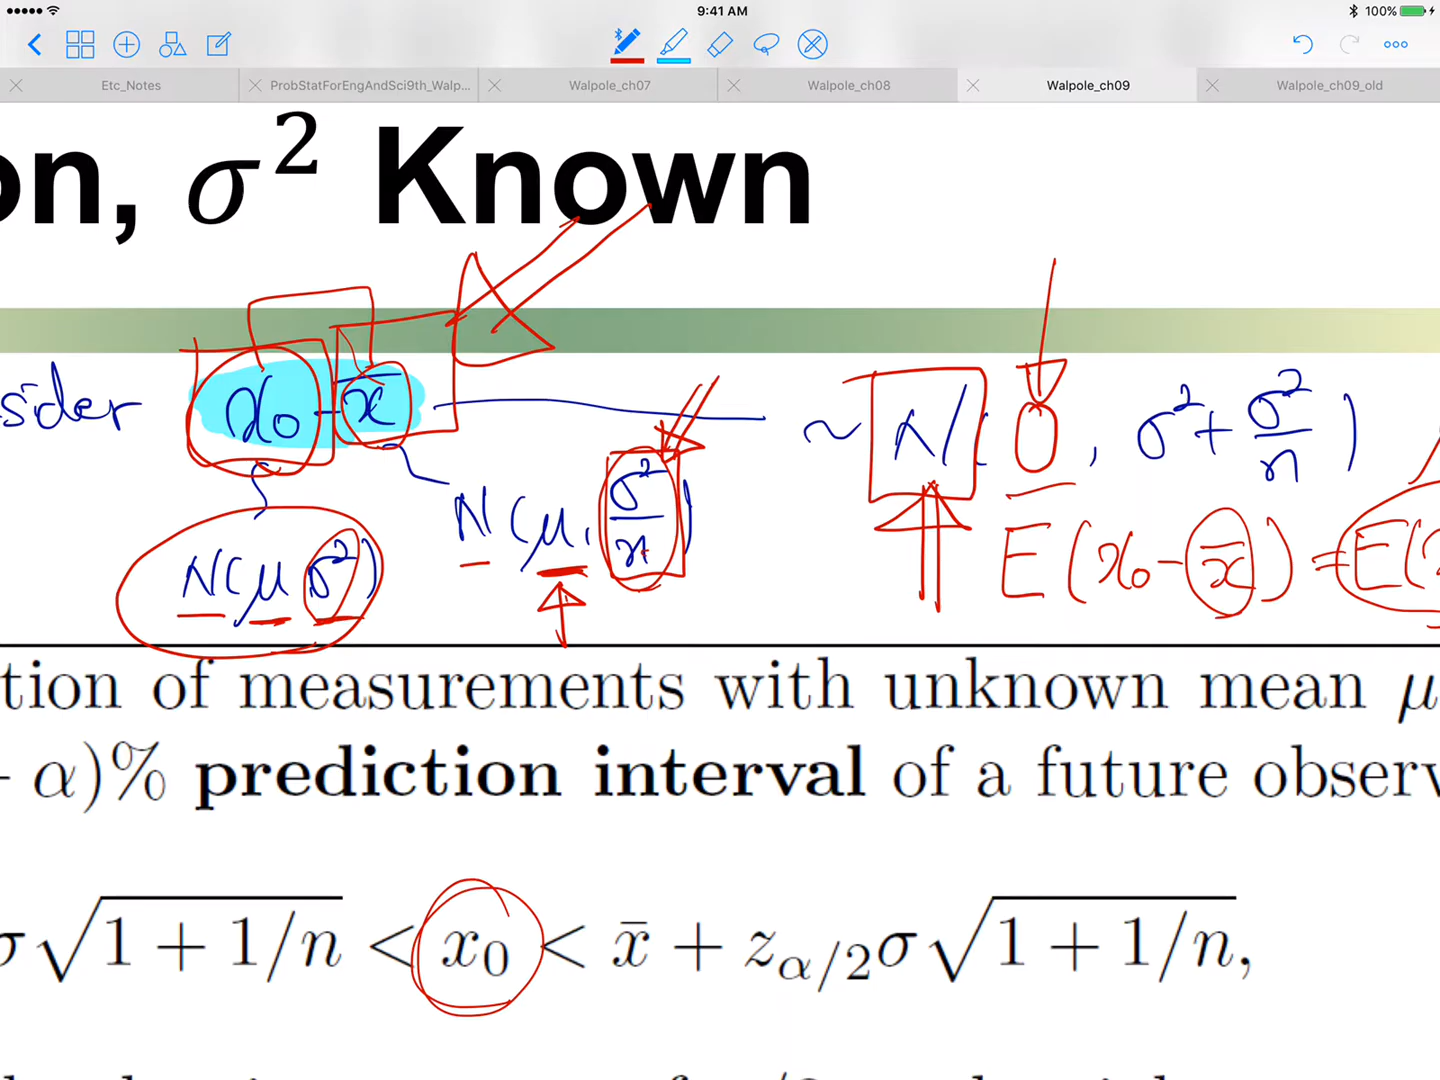 9:41 AM
100%
Etc_Notes
ProbStatForEngAndSci9th_Walp...
Walpole_ch07
Walpole_ch08
Walpole_ch09
Walpole_ch09_old
on, σ² Known
sider x₀ - x̄ ~ N(0, σ² + σ²/n)
N(μ, σ²/n)
N(μ, σ²)
E(x₀ - x̄) = E(
tion of measurements with unknown mean μ
- α)% prediction interval of a future observ
σ√1 + 1/n < x₀ < x̄ + z_α/2 σ√1 + 1/n,